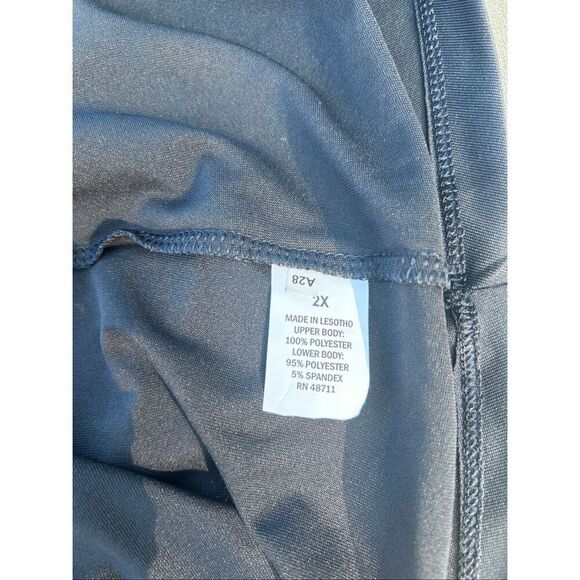 A28
2X
MADE IN LESOTHO
UPPER BODY:
100% POLYESTER
LOWER BODY:
95% POLYESTER
5% SPANDEX
RN 48711